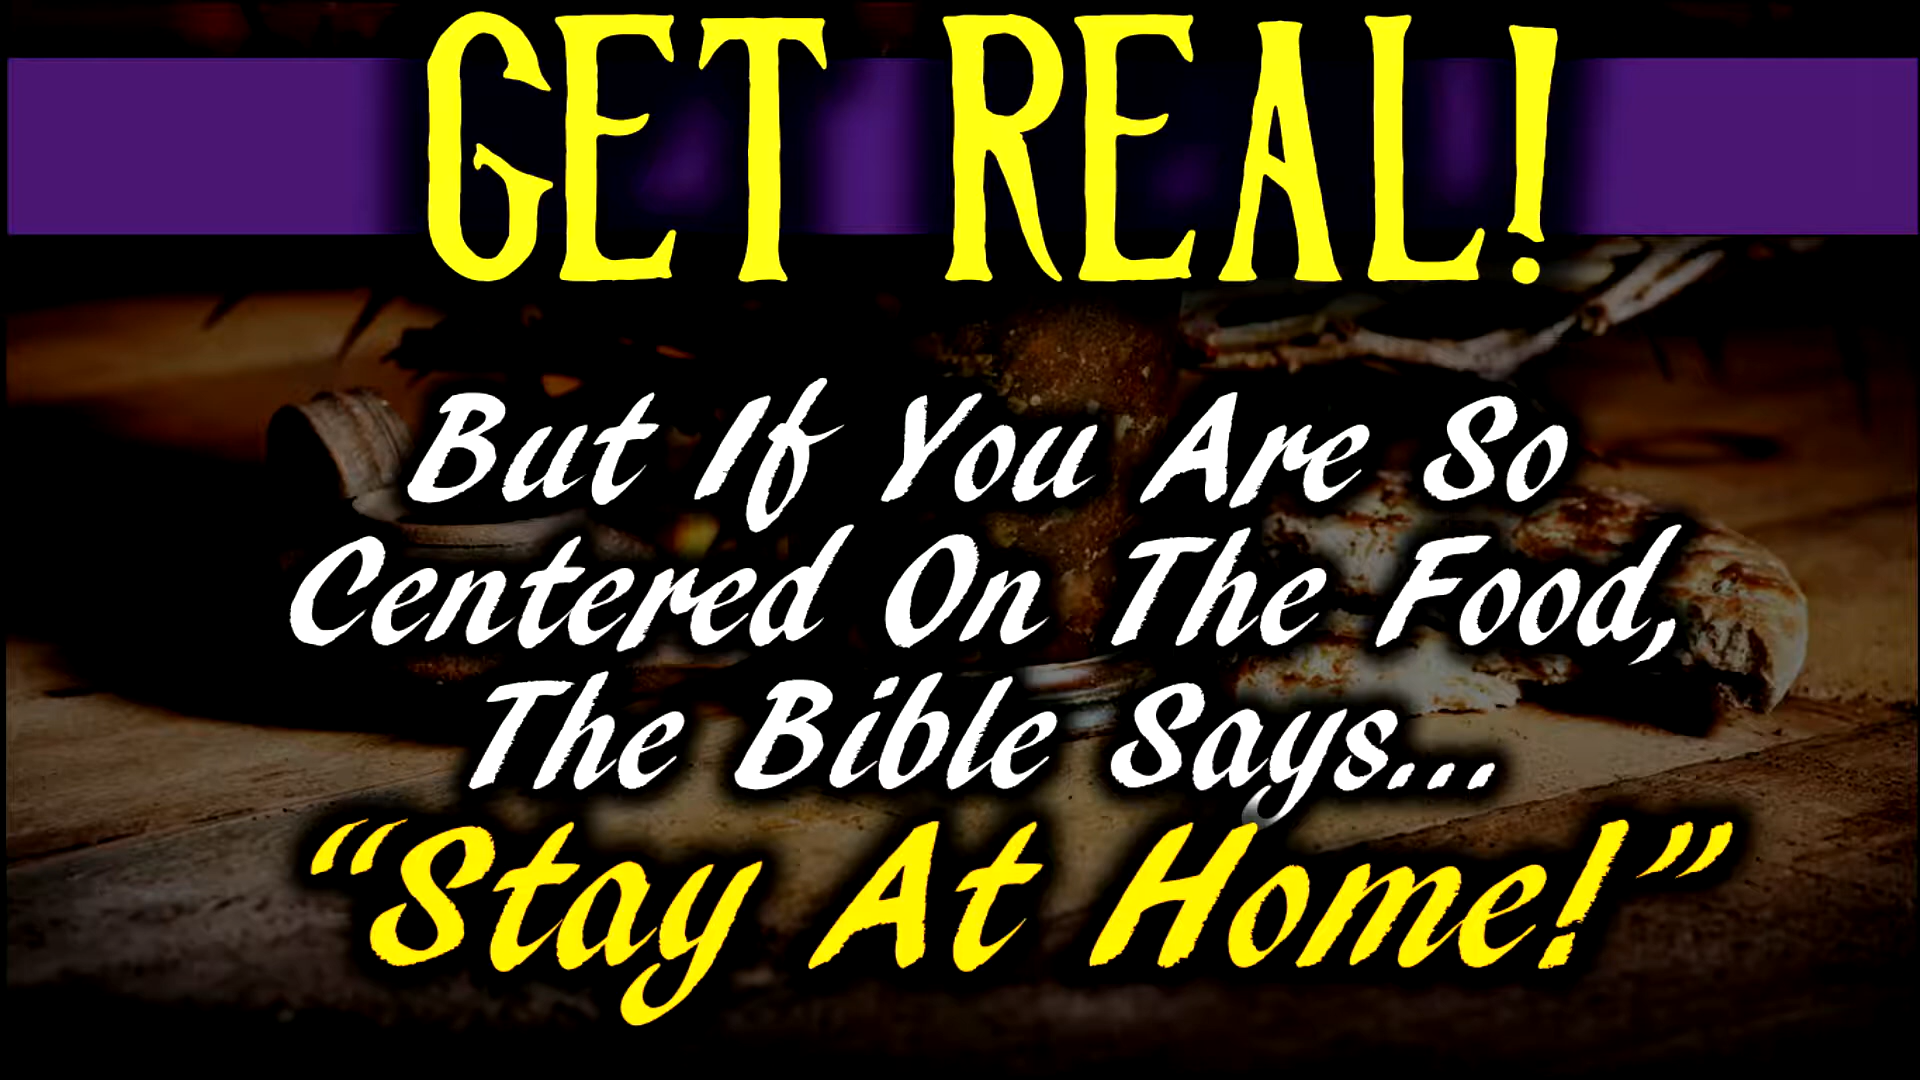 GET REAL!
But If You Are So
Centered On The Food,
The Bible Says...
“Stay At Home!”